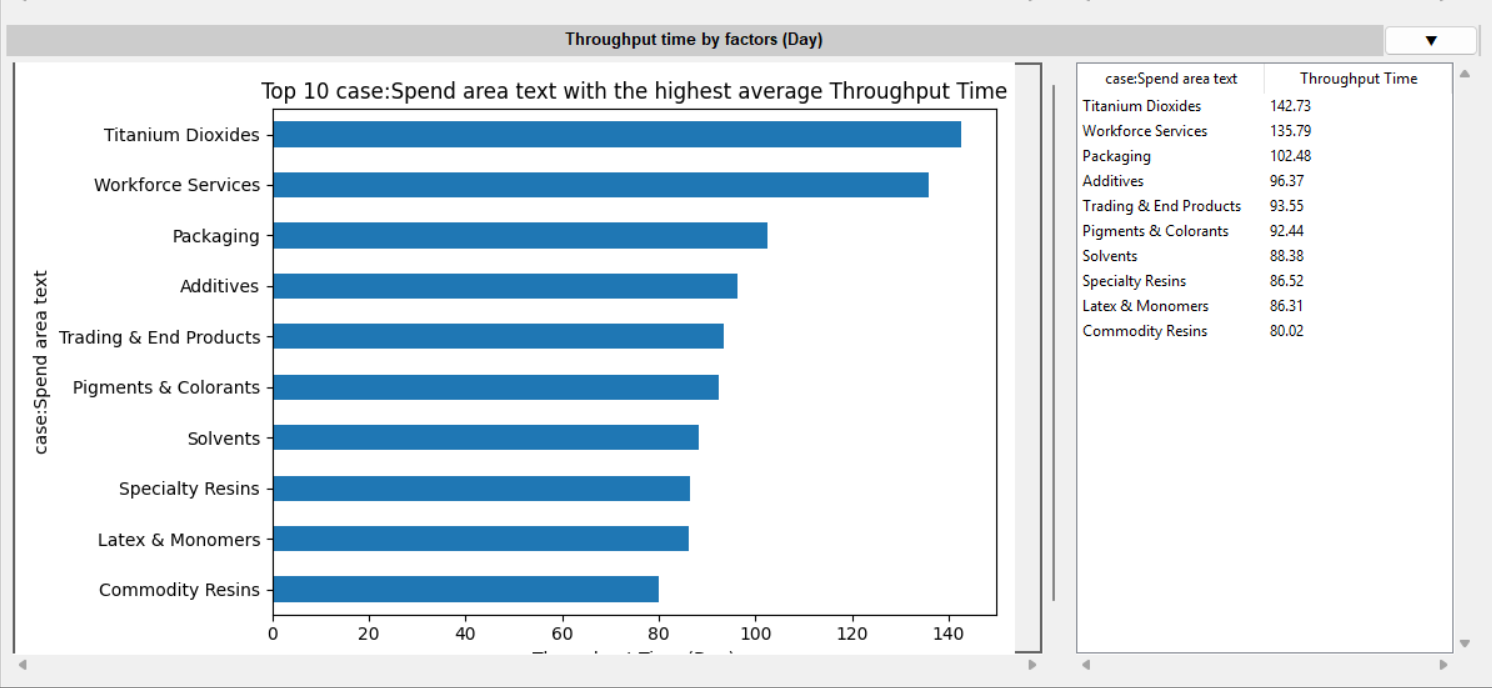 Throughput time by factors (Day)
▼
Top 10 case:Spend area text with the highest average Throughput Time
case:Spend area text
Titanium Dioxides
Workforce Services
Packaging
Additives
Trading & End Products
Pigments & Colorants
Solvents
Specialty Resins
Latex & Monomers
Commodity Resins
0 20 40 60 80 100 120 140
Throughput Time (Day)
case:Spend area text Throughput Time
Titanium Dioxides 142.73
Workforce Services 135.79
Packaging 102.48
Additives 96.37
Trading & End Products 93.55
Pigments & Colorants 92.44
Solvents 88.38
Specialty Resins 86.52
Latex & Monomers 86.31
Commodity Resins 80.02